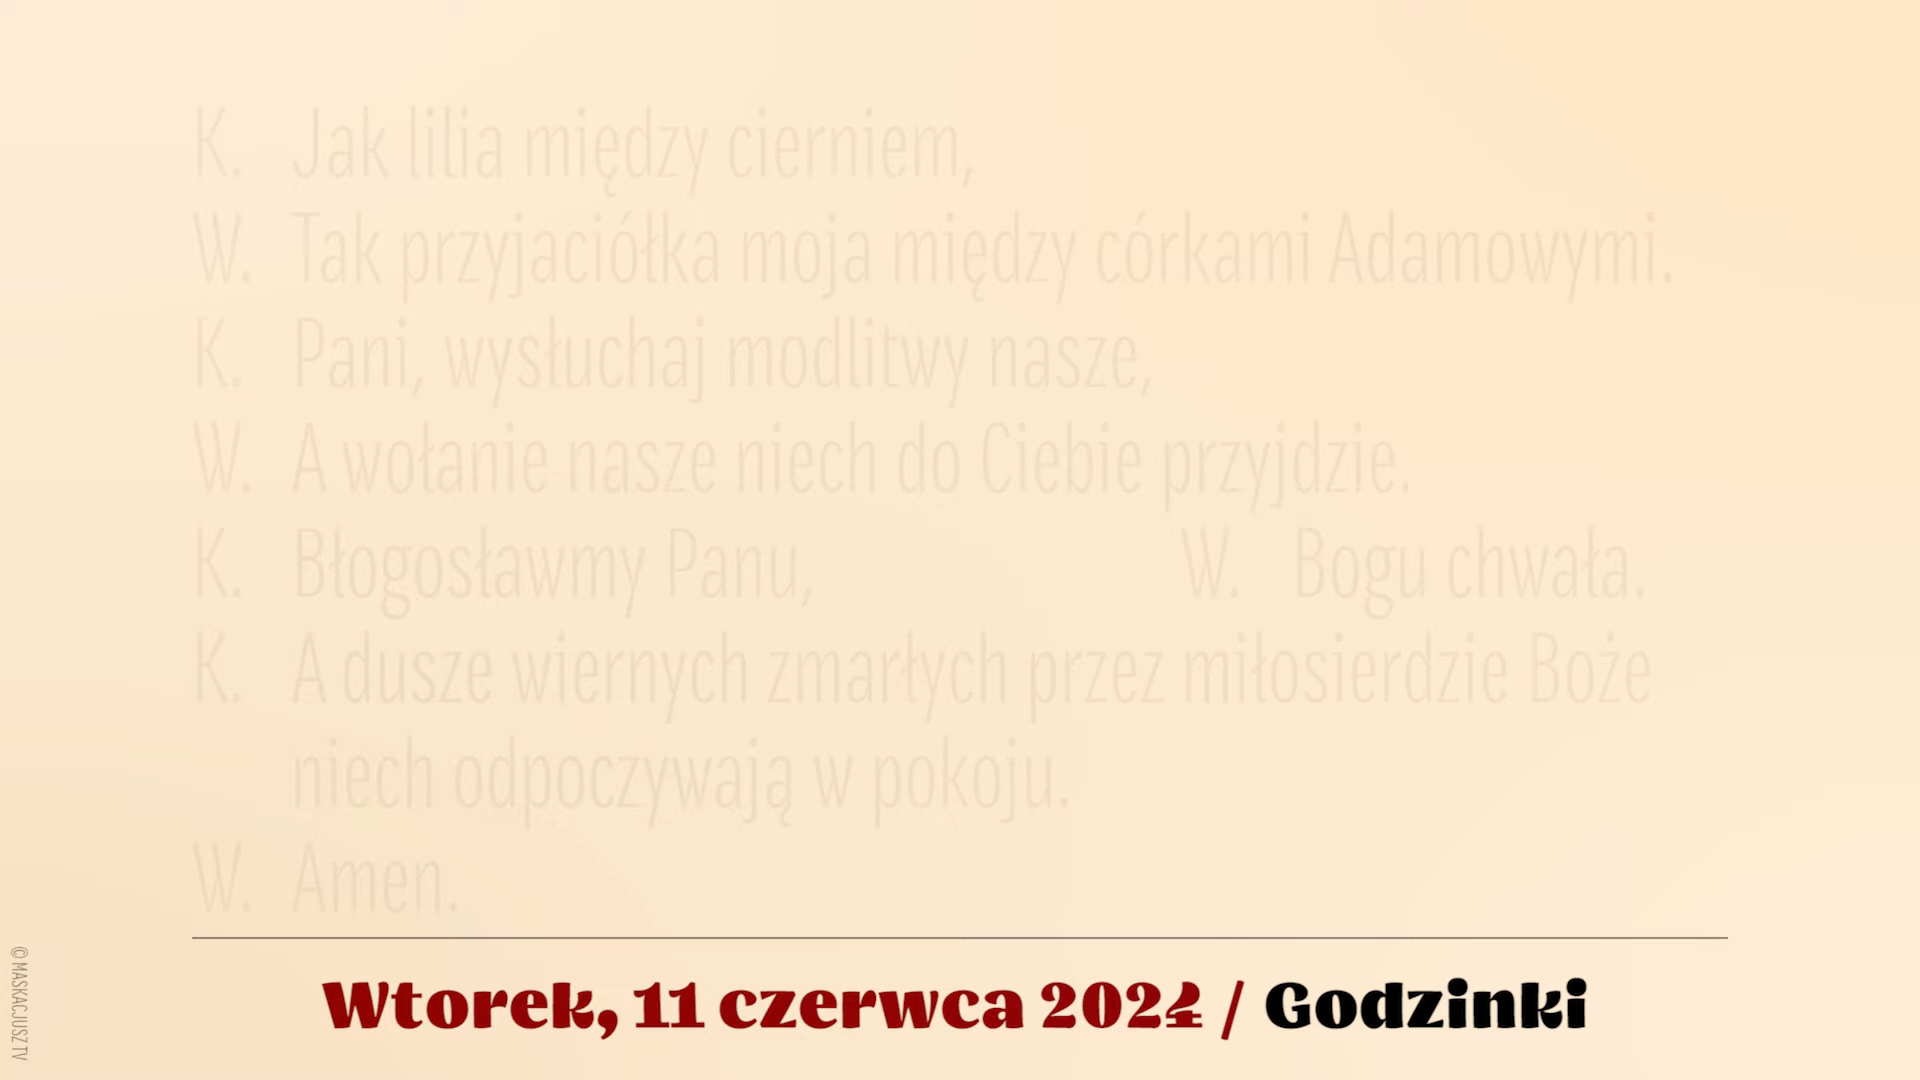 K. Jak lilia między cierniem,
W. Tak przyjaciółka moja między córkami Adamowymi.
K. Pani, wysłuchaj modlitwy nasze,
W. A wołanie nasze niech do Ciebie przyjdzie.
K. Błogosławmy Panu, W. Bogu chwała.
K. A dusze wiernych zmarłych przez miłosierdzie Boże
niech odpoczywają w pokoju.
W. Amen.
Wtorek, 11 czerwca 2024 / Godzinki
© MASKACJUSZ TV